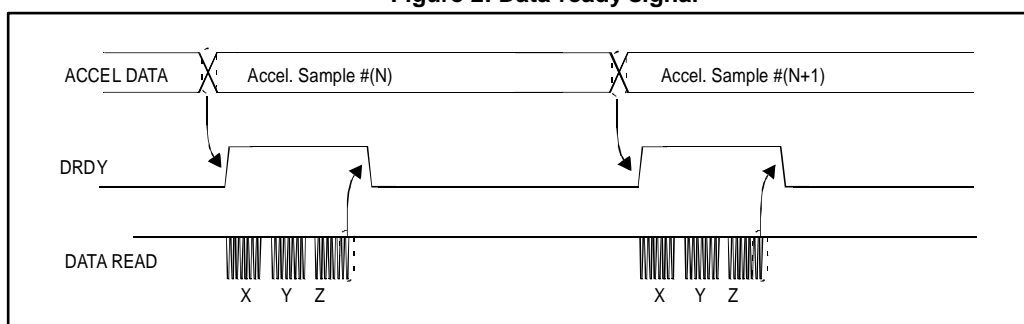 Figure 2. Data ready signal
ACCEL DATA
Accel. Sample #(N)
Accel. Sample #(N+1)
DRDY
DATA READ
X Y Z
X Y Z